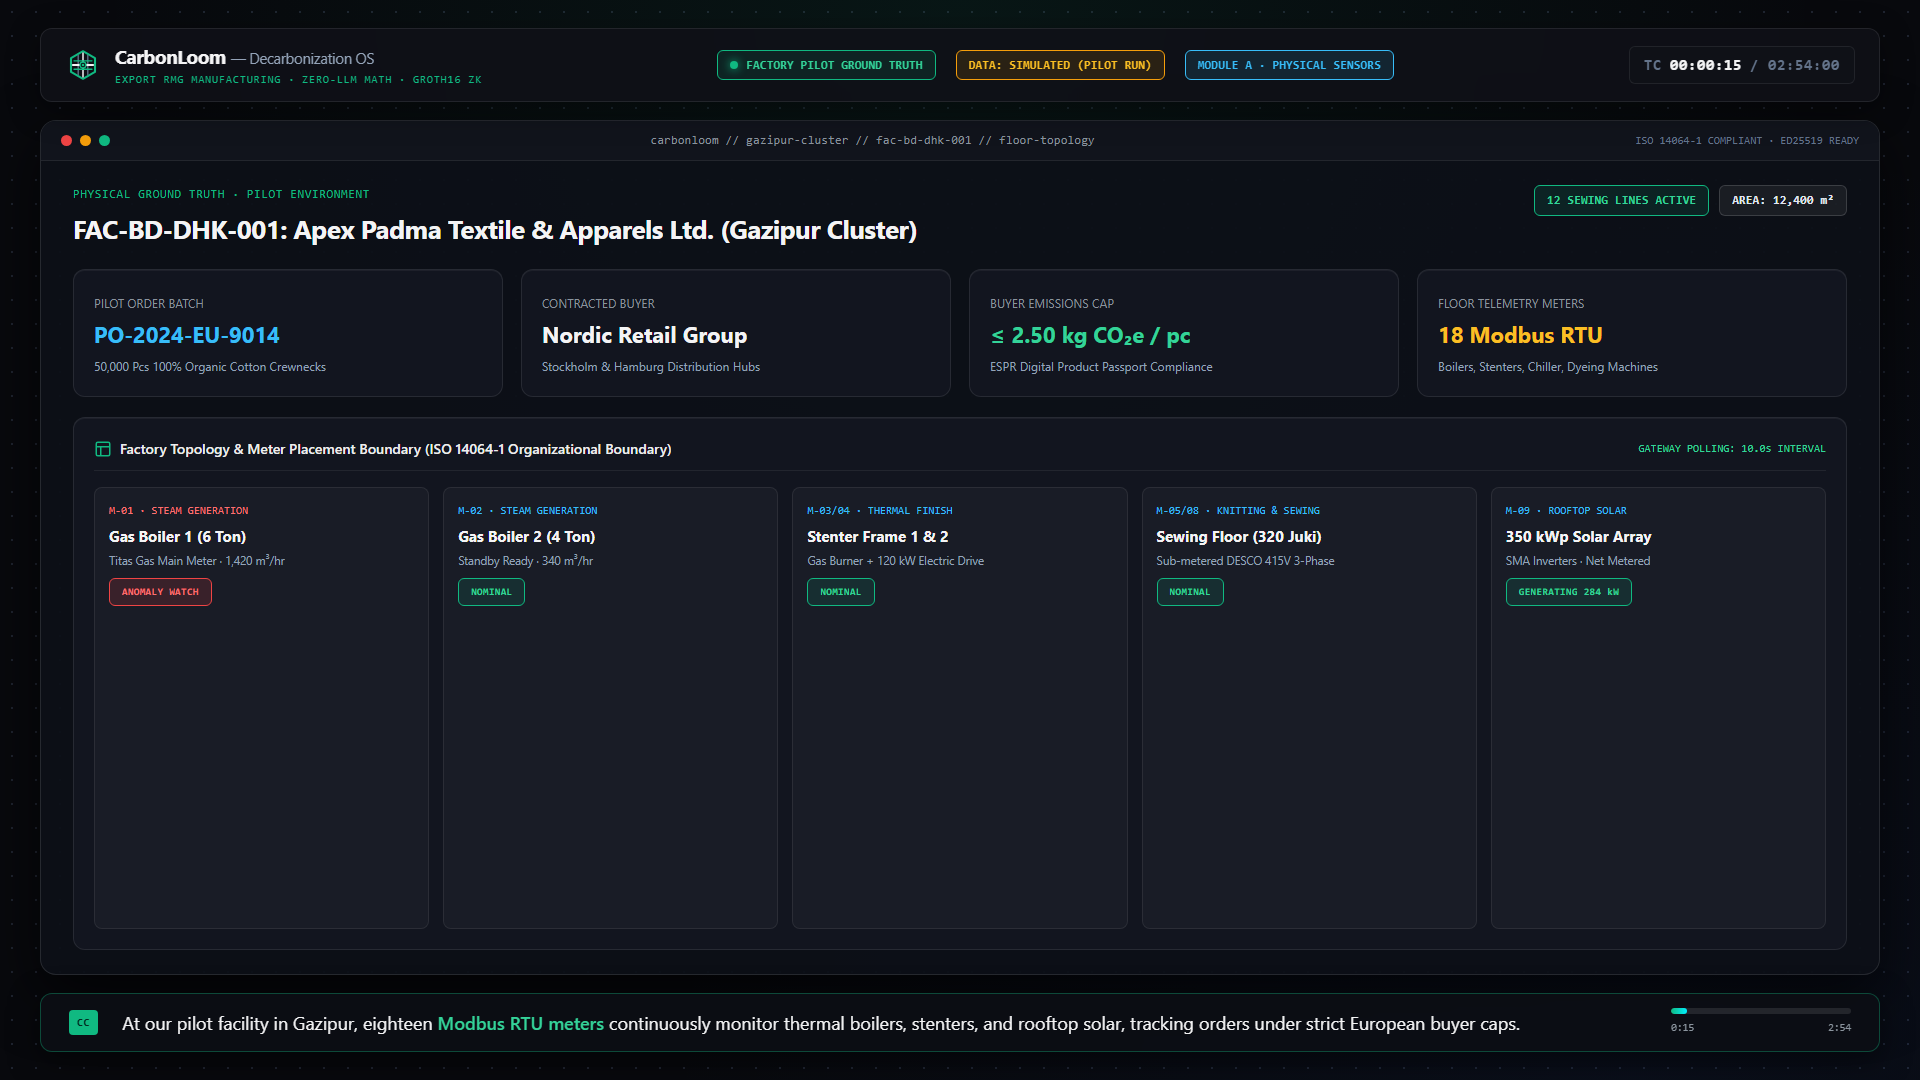 CarbonLoom — Decarbonization OS
EXPORT RMG MANUFACTURING · ZERO-LLM MATH · GROTH16 ZK
FACTORY PILOT GROUND TRUTH
DATA: SIMULATED (PILOT RUN)
MODULE A · PHYSICAL SENSORS
TC 00:00:15 / 02:54:00
carbonloom // gazipur-cluster // fac-bd-dhk-001 // floor-topology
ISO 14064-1 COMPLIANT · ED25519 READY
PHYSICAL GROUND TRUTH · PILOT ENVIRONMENT
FAC-BD-DHK-001: Apex Padma Textile & Apparels Ltd. (Gazipur Cluster)
12 SEWING LINES ACTIVE
AREA: 12,400 m²
PILOT ORDER BATCH
PO-2024-EU-9014
50,000 Pcs 100% Organic Cotton Crewnecks
CONTRACTED BUYER
Nordic Retail Group
Stockholm & Hamburg Distribution Hubs
BUYER EMISSIONS CAP
≤ 2.50 kg CO₂e / pc
ESPR Digital Product Passport Compliance
FLOOR TELEMETRY METERS
18 Modbus RTU
Boilers, Stenters, Chiller, Dyeing Machines
Factory Topology & Meter Placement Boundary (ISO 14064-1 Organizational Boundary)
GATEWAY POLLING: 10.0s INTERVAL
M-01 · STEAM GENERATION
Gas Boiler 1 (6 Ton)
Titas Gas Main Meter · 1,420 m³/hr
ANOMALY WATCH
M-02 · STEAM GENERATION
Gas Boiler 2 (4 Ton)
Standby Ready · 340 m³/hr
NOMINAL
M-03/04 · THERMAL FINISH
Stenter Frame 1 & 2
Gas Burner + 120 kW Electric Drive
NOMINAL
M-05/08 · KNITTING & SEWING
Sewing Floor (320 Juki)
Sub-metered DESCO 415V 3-Phase
NOMINAL
M-09 · ROOFTOP SOLAR
350 kWp Solar Array
SMA Inverters · Net Metered
GENERATING 284 kW
CC
At our pilot facility in Gazipur, eighteen Modbus RTU meters continuously monitor thermal boilers, stenters, and rooftop solar, tracking orders under strict European buyer caps.
0:15
2:54